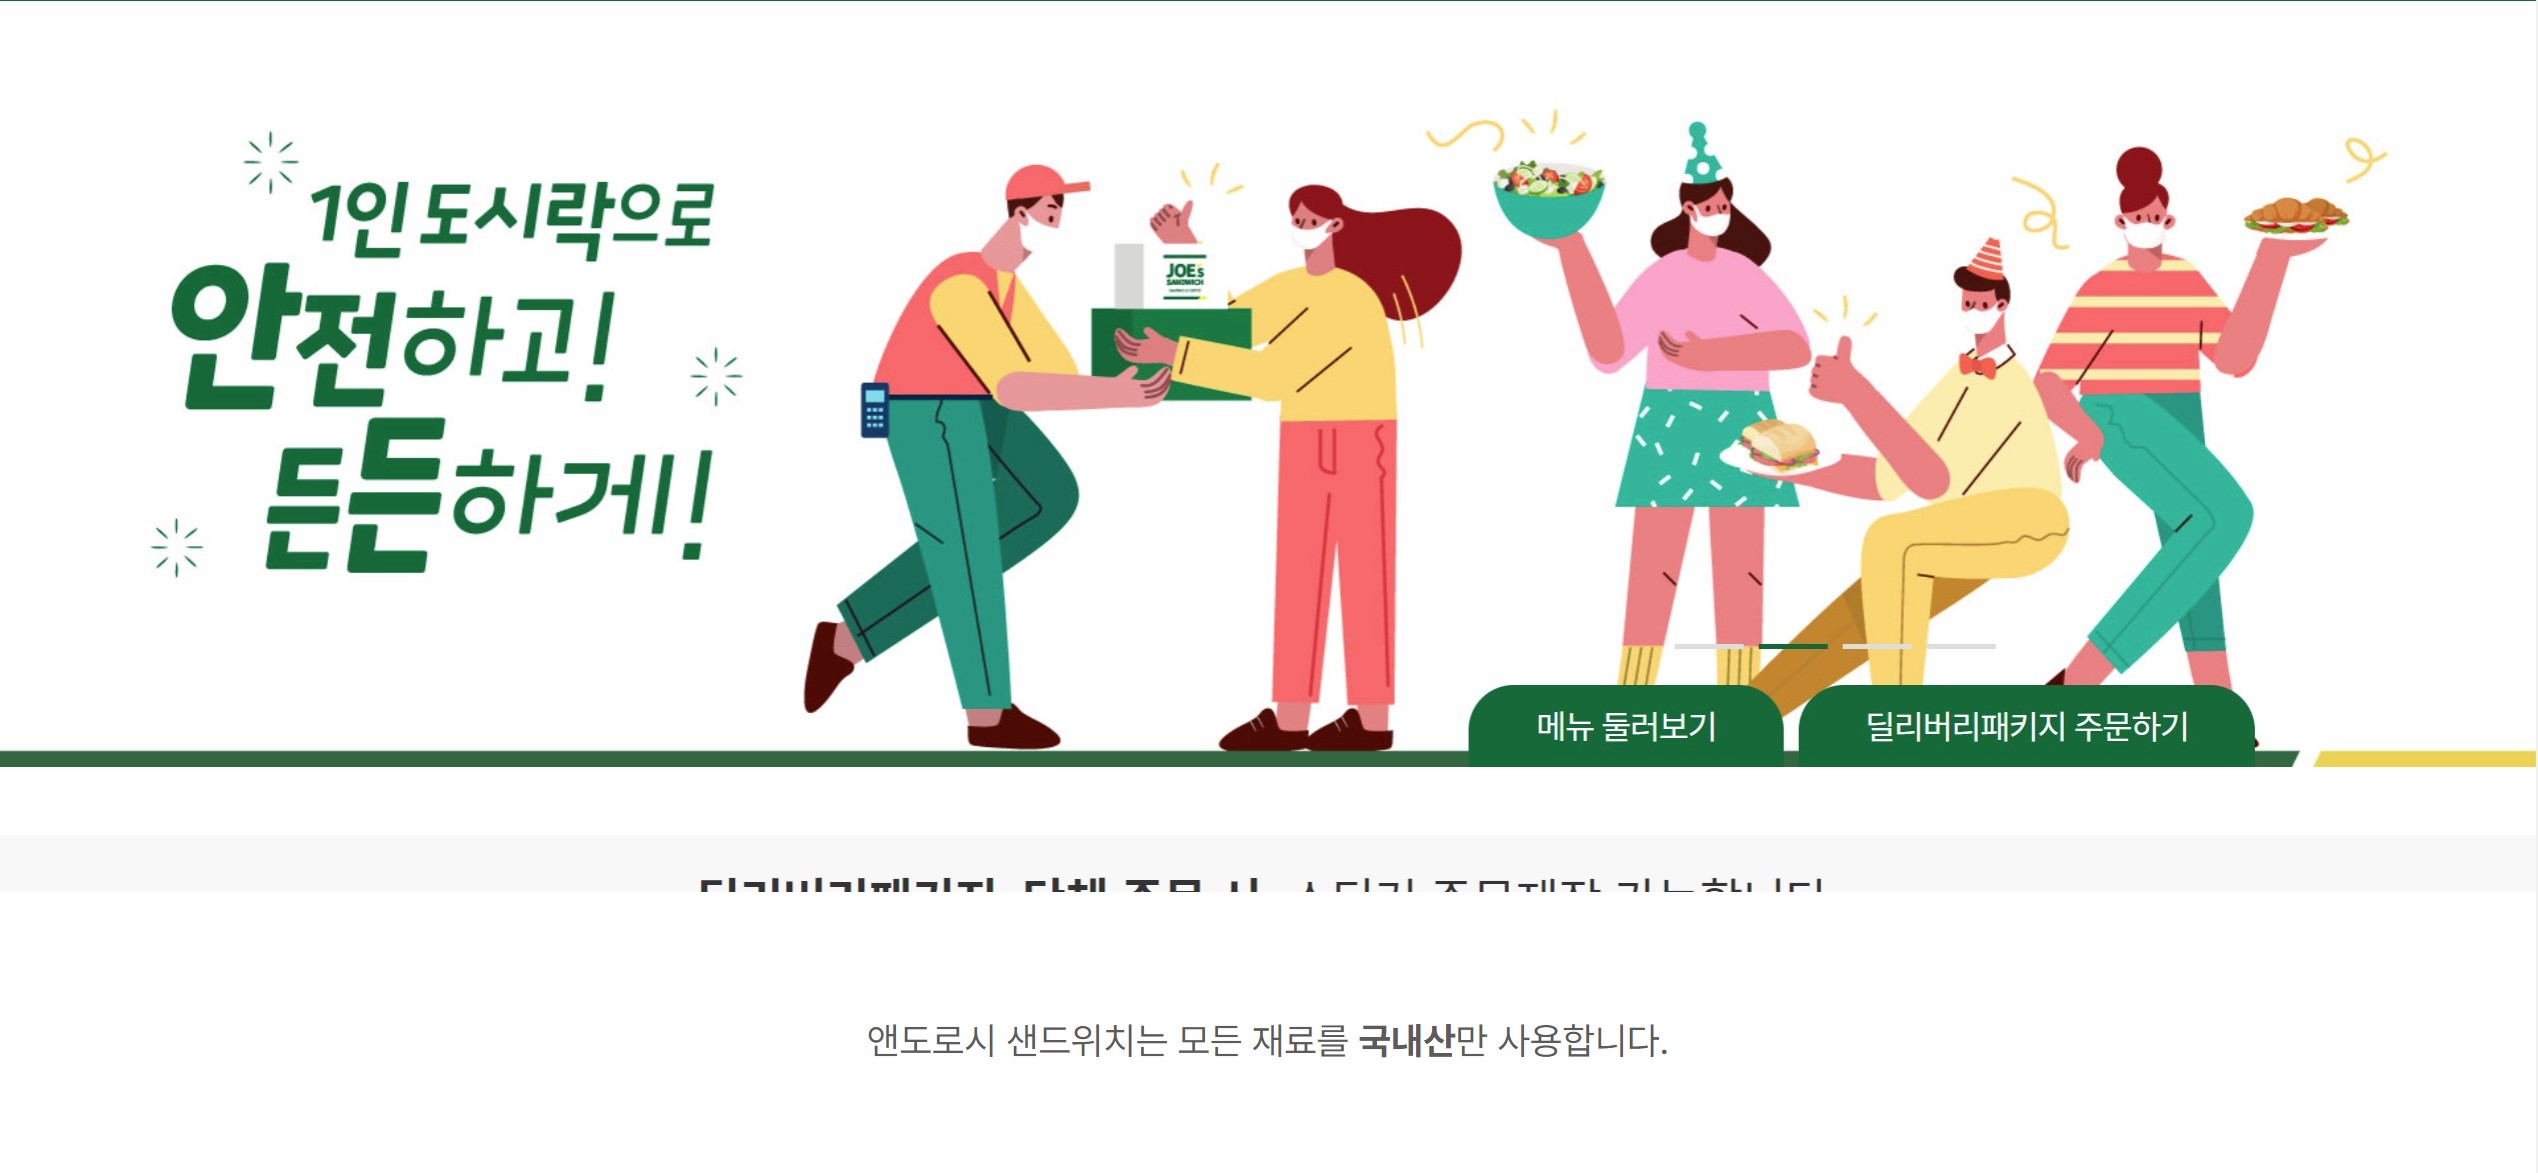 1인 도시락으로
안전하고!
든든하게!
JOE's
SANDWICH
메뉴 둘러보기
딜리버리패키지 주문하기
앤도로시 샌드위치는 모든 재료를 국내산만 사용합니다.